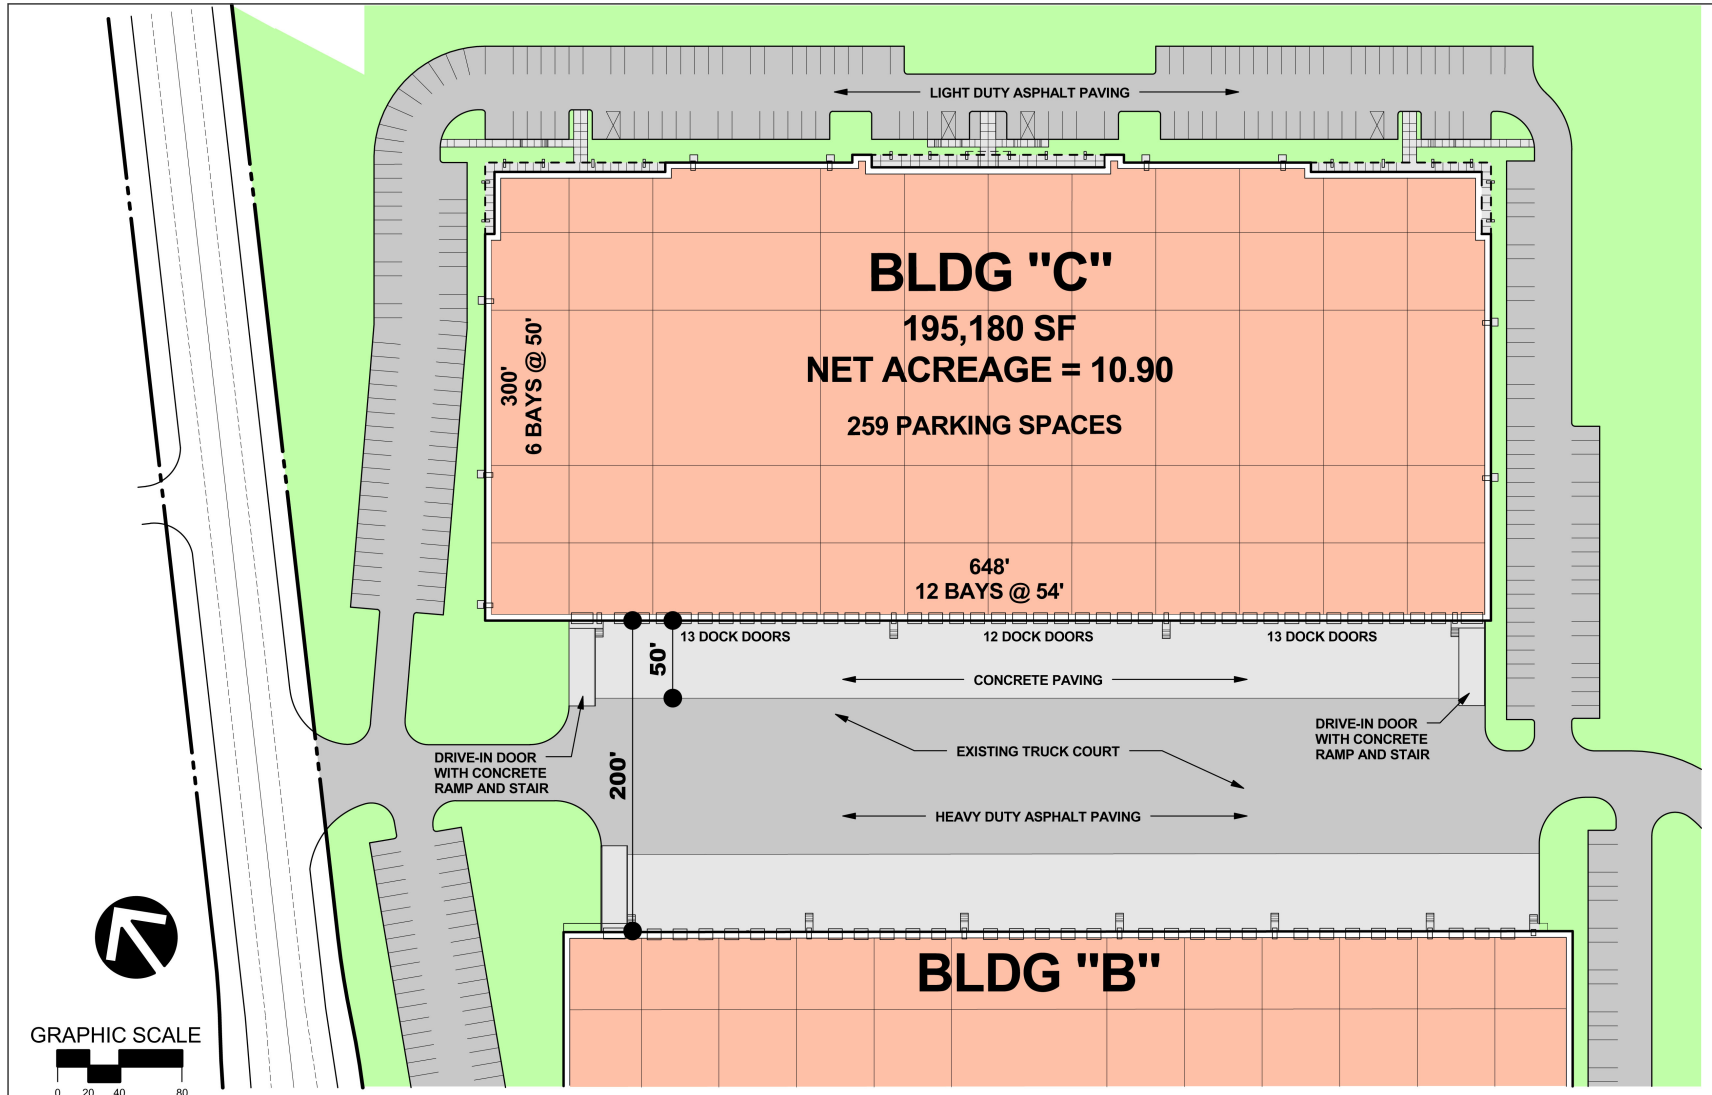 LIGHT DUTY ASPHALT PAVING
BLDG "C"
195,180 SF
NET ACREAGE = 10.90
259 PARKING SPACES
300'
6 BAYS @ 50'
648'
12 BAYS @ 54'
13 DOCK DOORS
12 DOCK DOORS
13 DOCK DOORS
50'
CONCRETE PAVING
DRIVE-IN DOOR
WITH CONCRETE
RAMP AND STAIR
EXISTING TRUCK COURT
DRIVE-IN DOOR
WITH CONCRETE
RAMP AND STAIR
200'
HEAVY DUTY ASPHALT PAVING
BLDG "B"
GRAPHIC SCALE
0 20 40 80